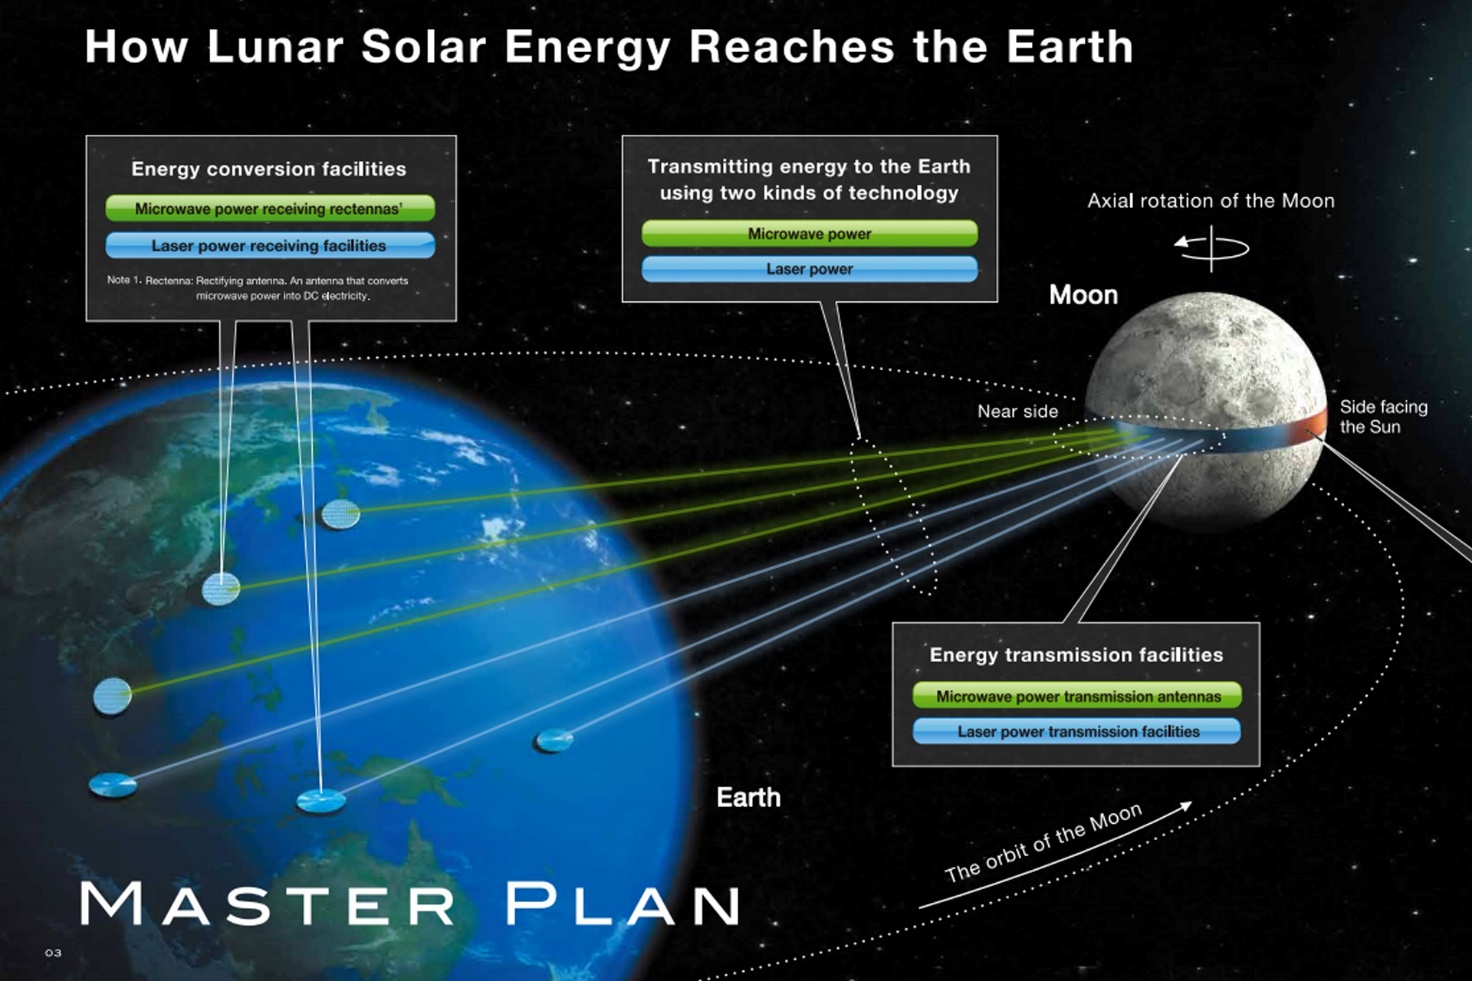 How Lunar Solar Energy Reaches the Earth
Energy conversion facilities
Microwave power receiving rectennas¹
Laser power receiving facilities
Note 1. Rectenna: Rectifying antenna. An antenna that converts
microwave power into DC electricity.
Transmitting energy to the Earth
using two kinds of technology
Microwave power
Laser power
Axial rotation of the Moon
Moon
Near side
Side facing
the Sun
Energy transmission facilities
Microwave power transmission antennas
Laser power transmission facilities
Earth
The orbit of the Moon
MASTER PLAN
03